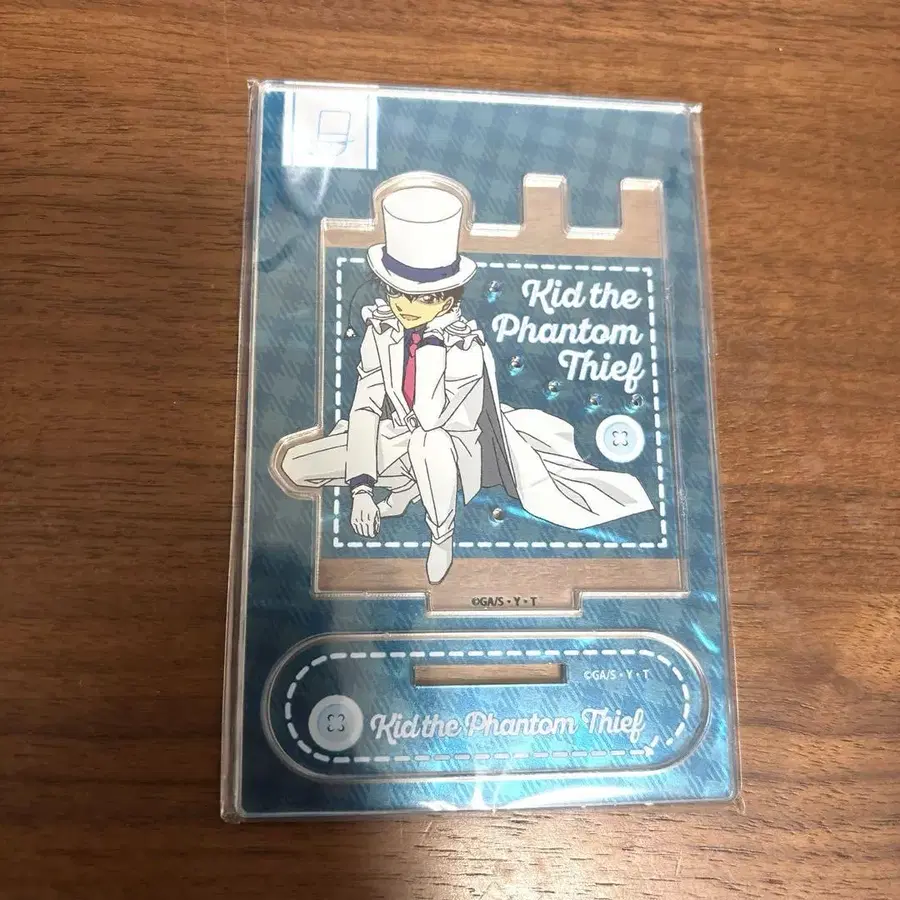 Kid the
Phantom
Thief
©GA/S・Y・T
©GA/S・Y・T
Kid the Phantom Thief